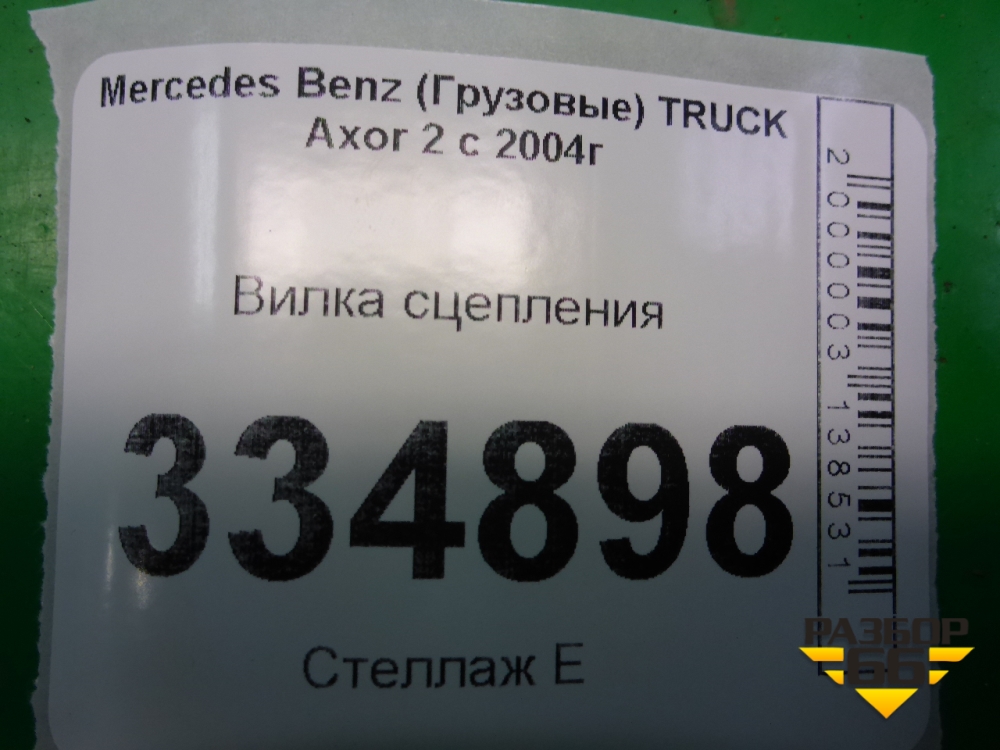 Mercedes Benz (Грузовые) TRUCK
Axor 2 с 2004г
Вилка сцепления
334898
Стеллаж Е
2000003138531
РАЗБОР
66